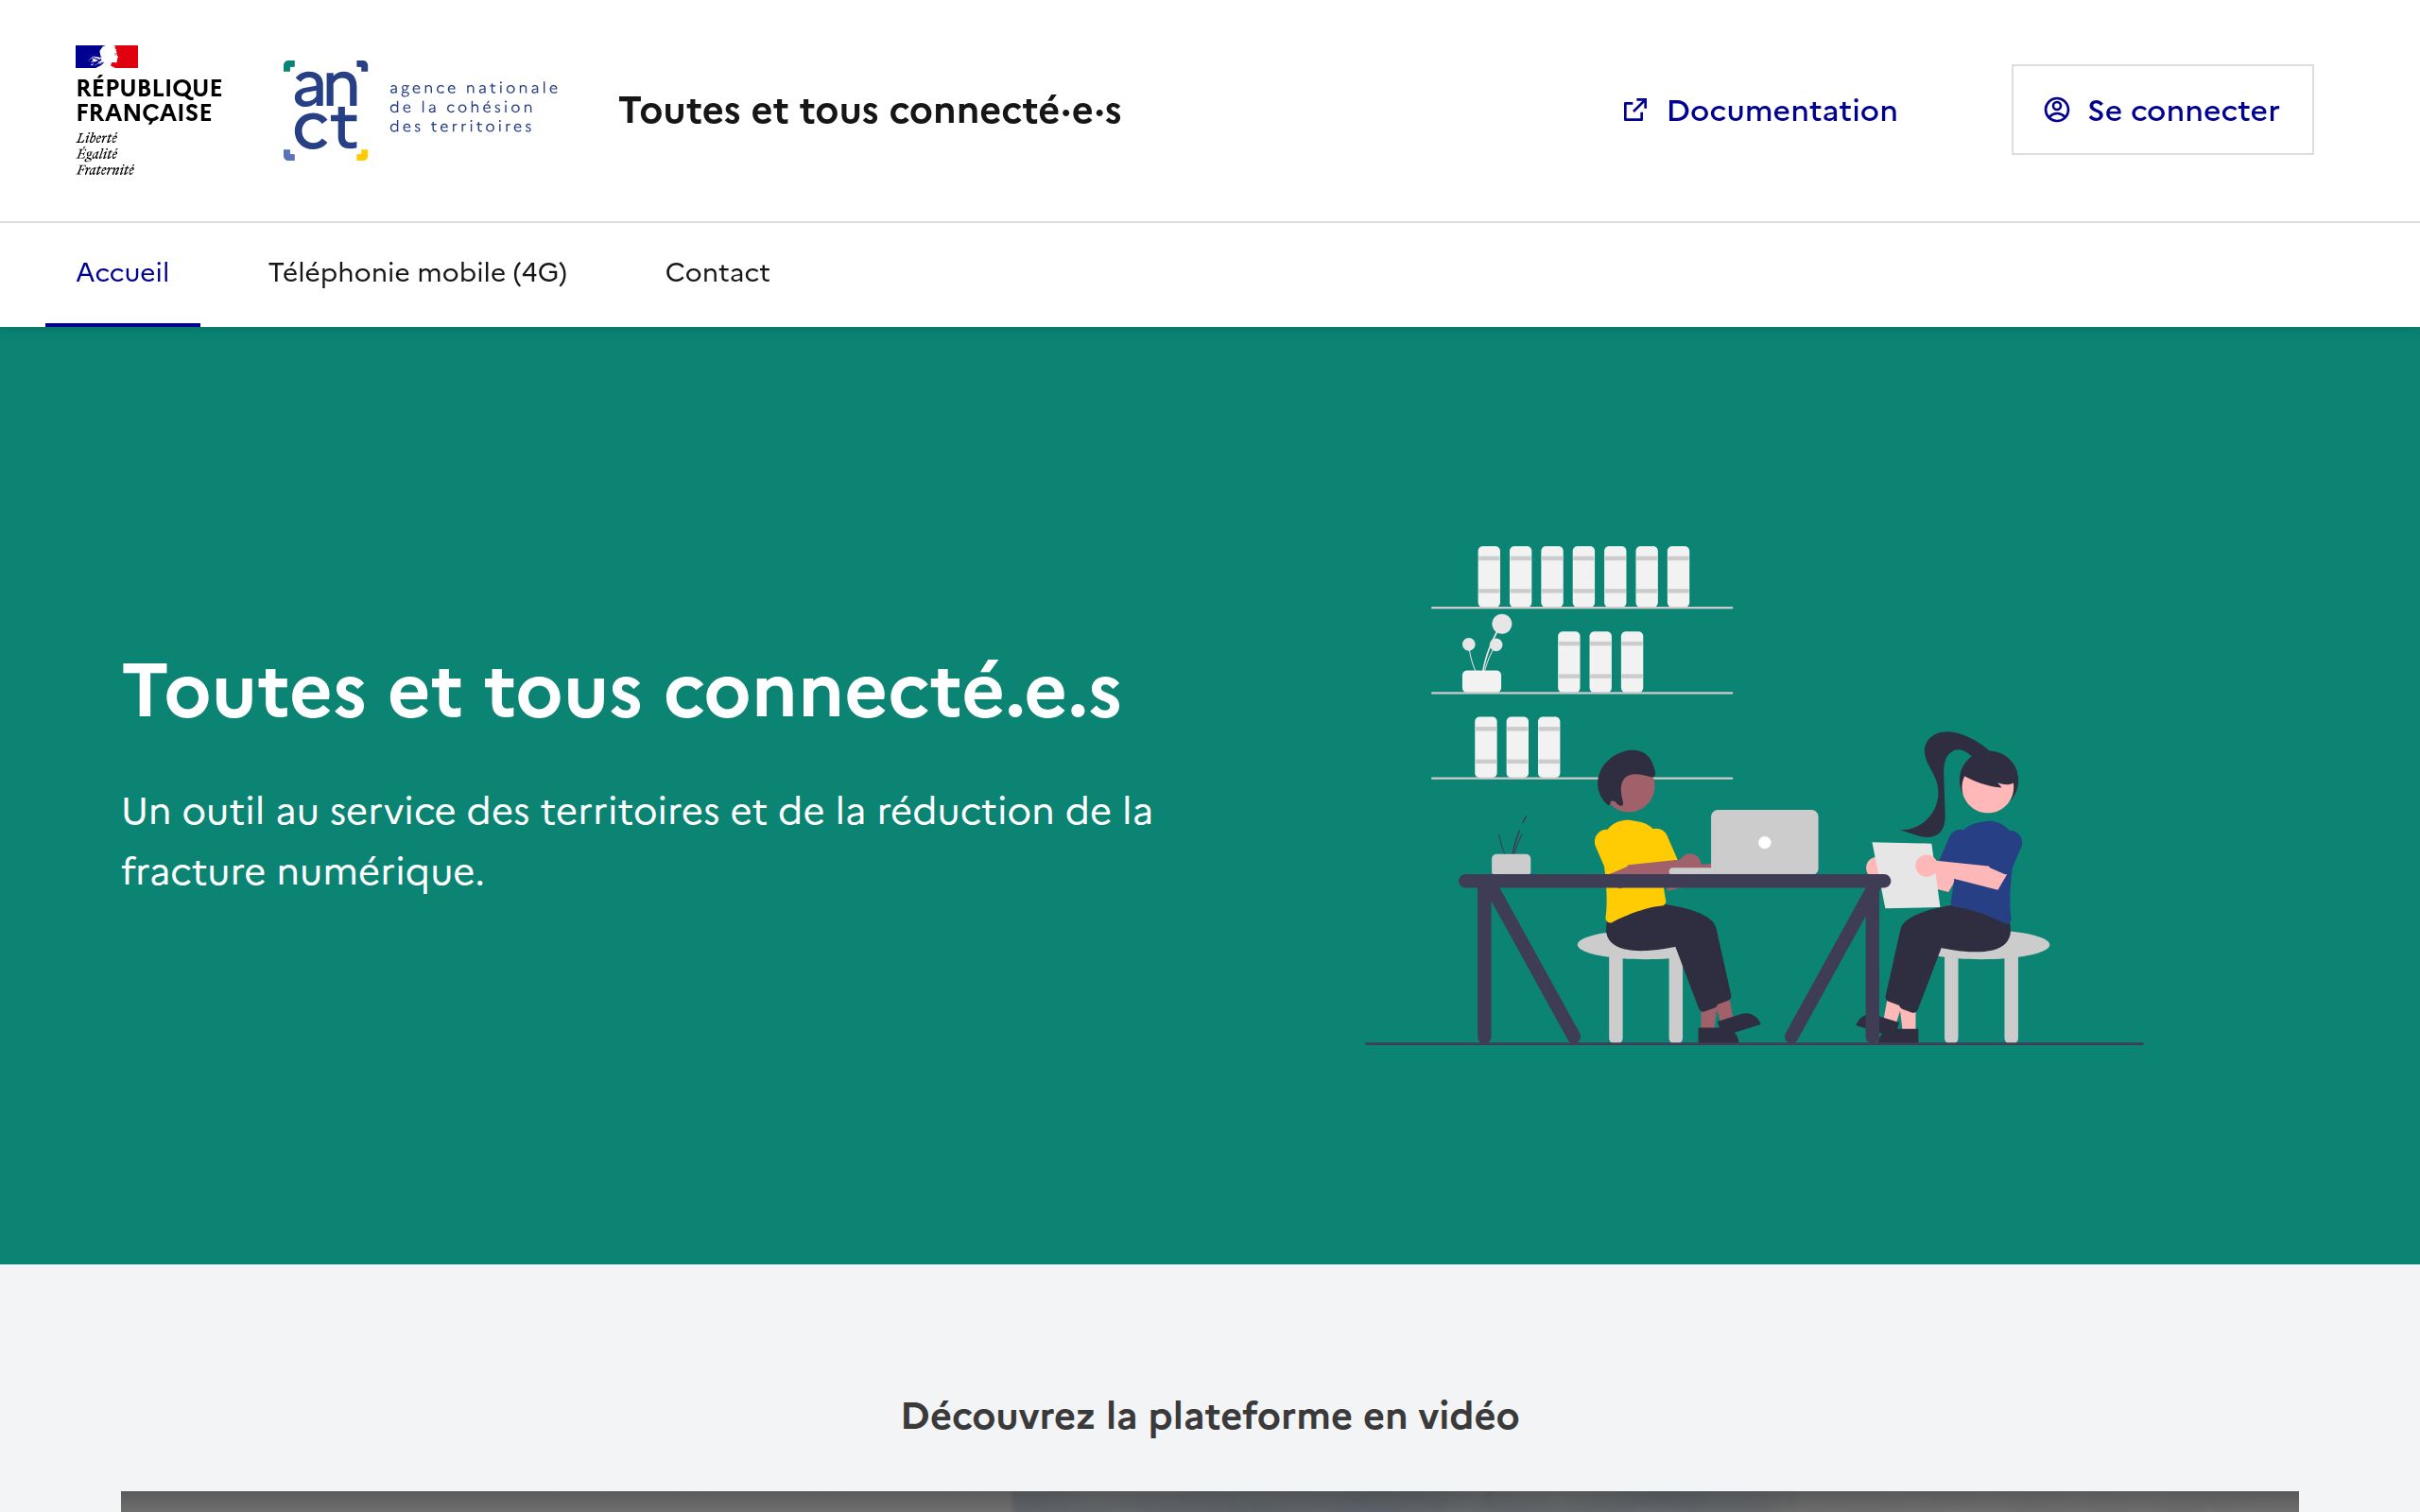 RÉPUBLIQUE
FRANÇAISE
Liberté
Égalité
Fraternité
an
ct
agence nationale
de la cohésion
des territoires
Toutes et tous connecté·e·s
Documentation
Se connecter
Accueil
Téléphonie mobile (4G)
Contact
Toutes et tous connecté.e.s
Un outil au service des territoires et de la réduction de la
fracture numérique.
Découvrez la plateforme en vidéo